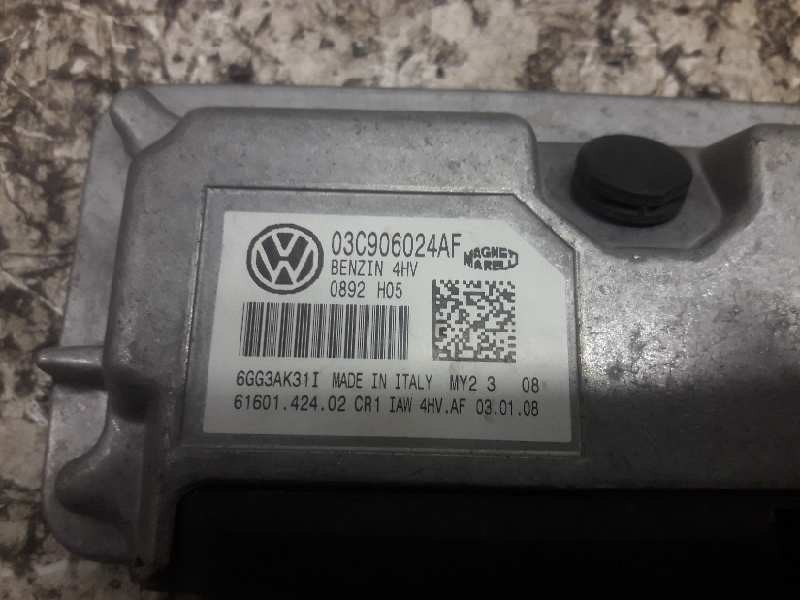 03C906024AF
MAGNETI
MARELLI
BENZIN 4HV
0892 H05
6GG3AK31I MADE IN ITALY MY2 3 08
61601.424.02 CR1 IAW 4HV.AF 03.01.08